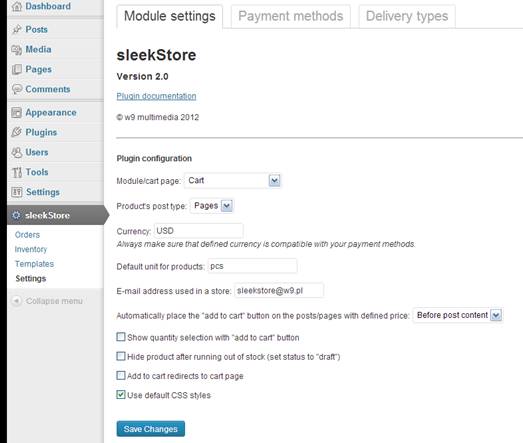 Dashboard
Posts
Media
Pages
Comments
Appearance
Plugins
Users
Tools
Settings
sleekStore
Orders
Inventory
Templates
Settings
Collapse menu
Module settings
Payment methods
Delivery types
sleekStore
Version 2.0
Plugin documentation
© w9 multimedia 2012
Plugin configuration
Module/cart page: Cart
Product's post type: Pages
Currency: USD
Always make sure that defined currency is compatible with your payment methods.
Default unit for products: pcs
E-mail address used in a store: sleekstore@w9.pl
Automatically place the "add to cart" button on the posts/pages with defined price: Before post content
Show quantity selection with "add to cart" button
Hide product after running out of stock (set status to "draft")
Add to cart redirects to cart page
Use default CSS styles
Save Changes